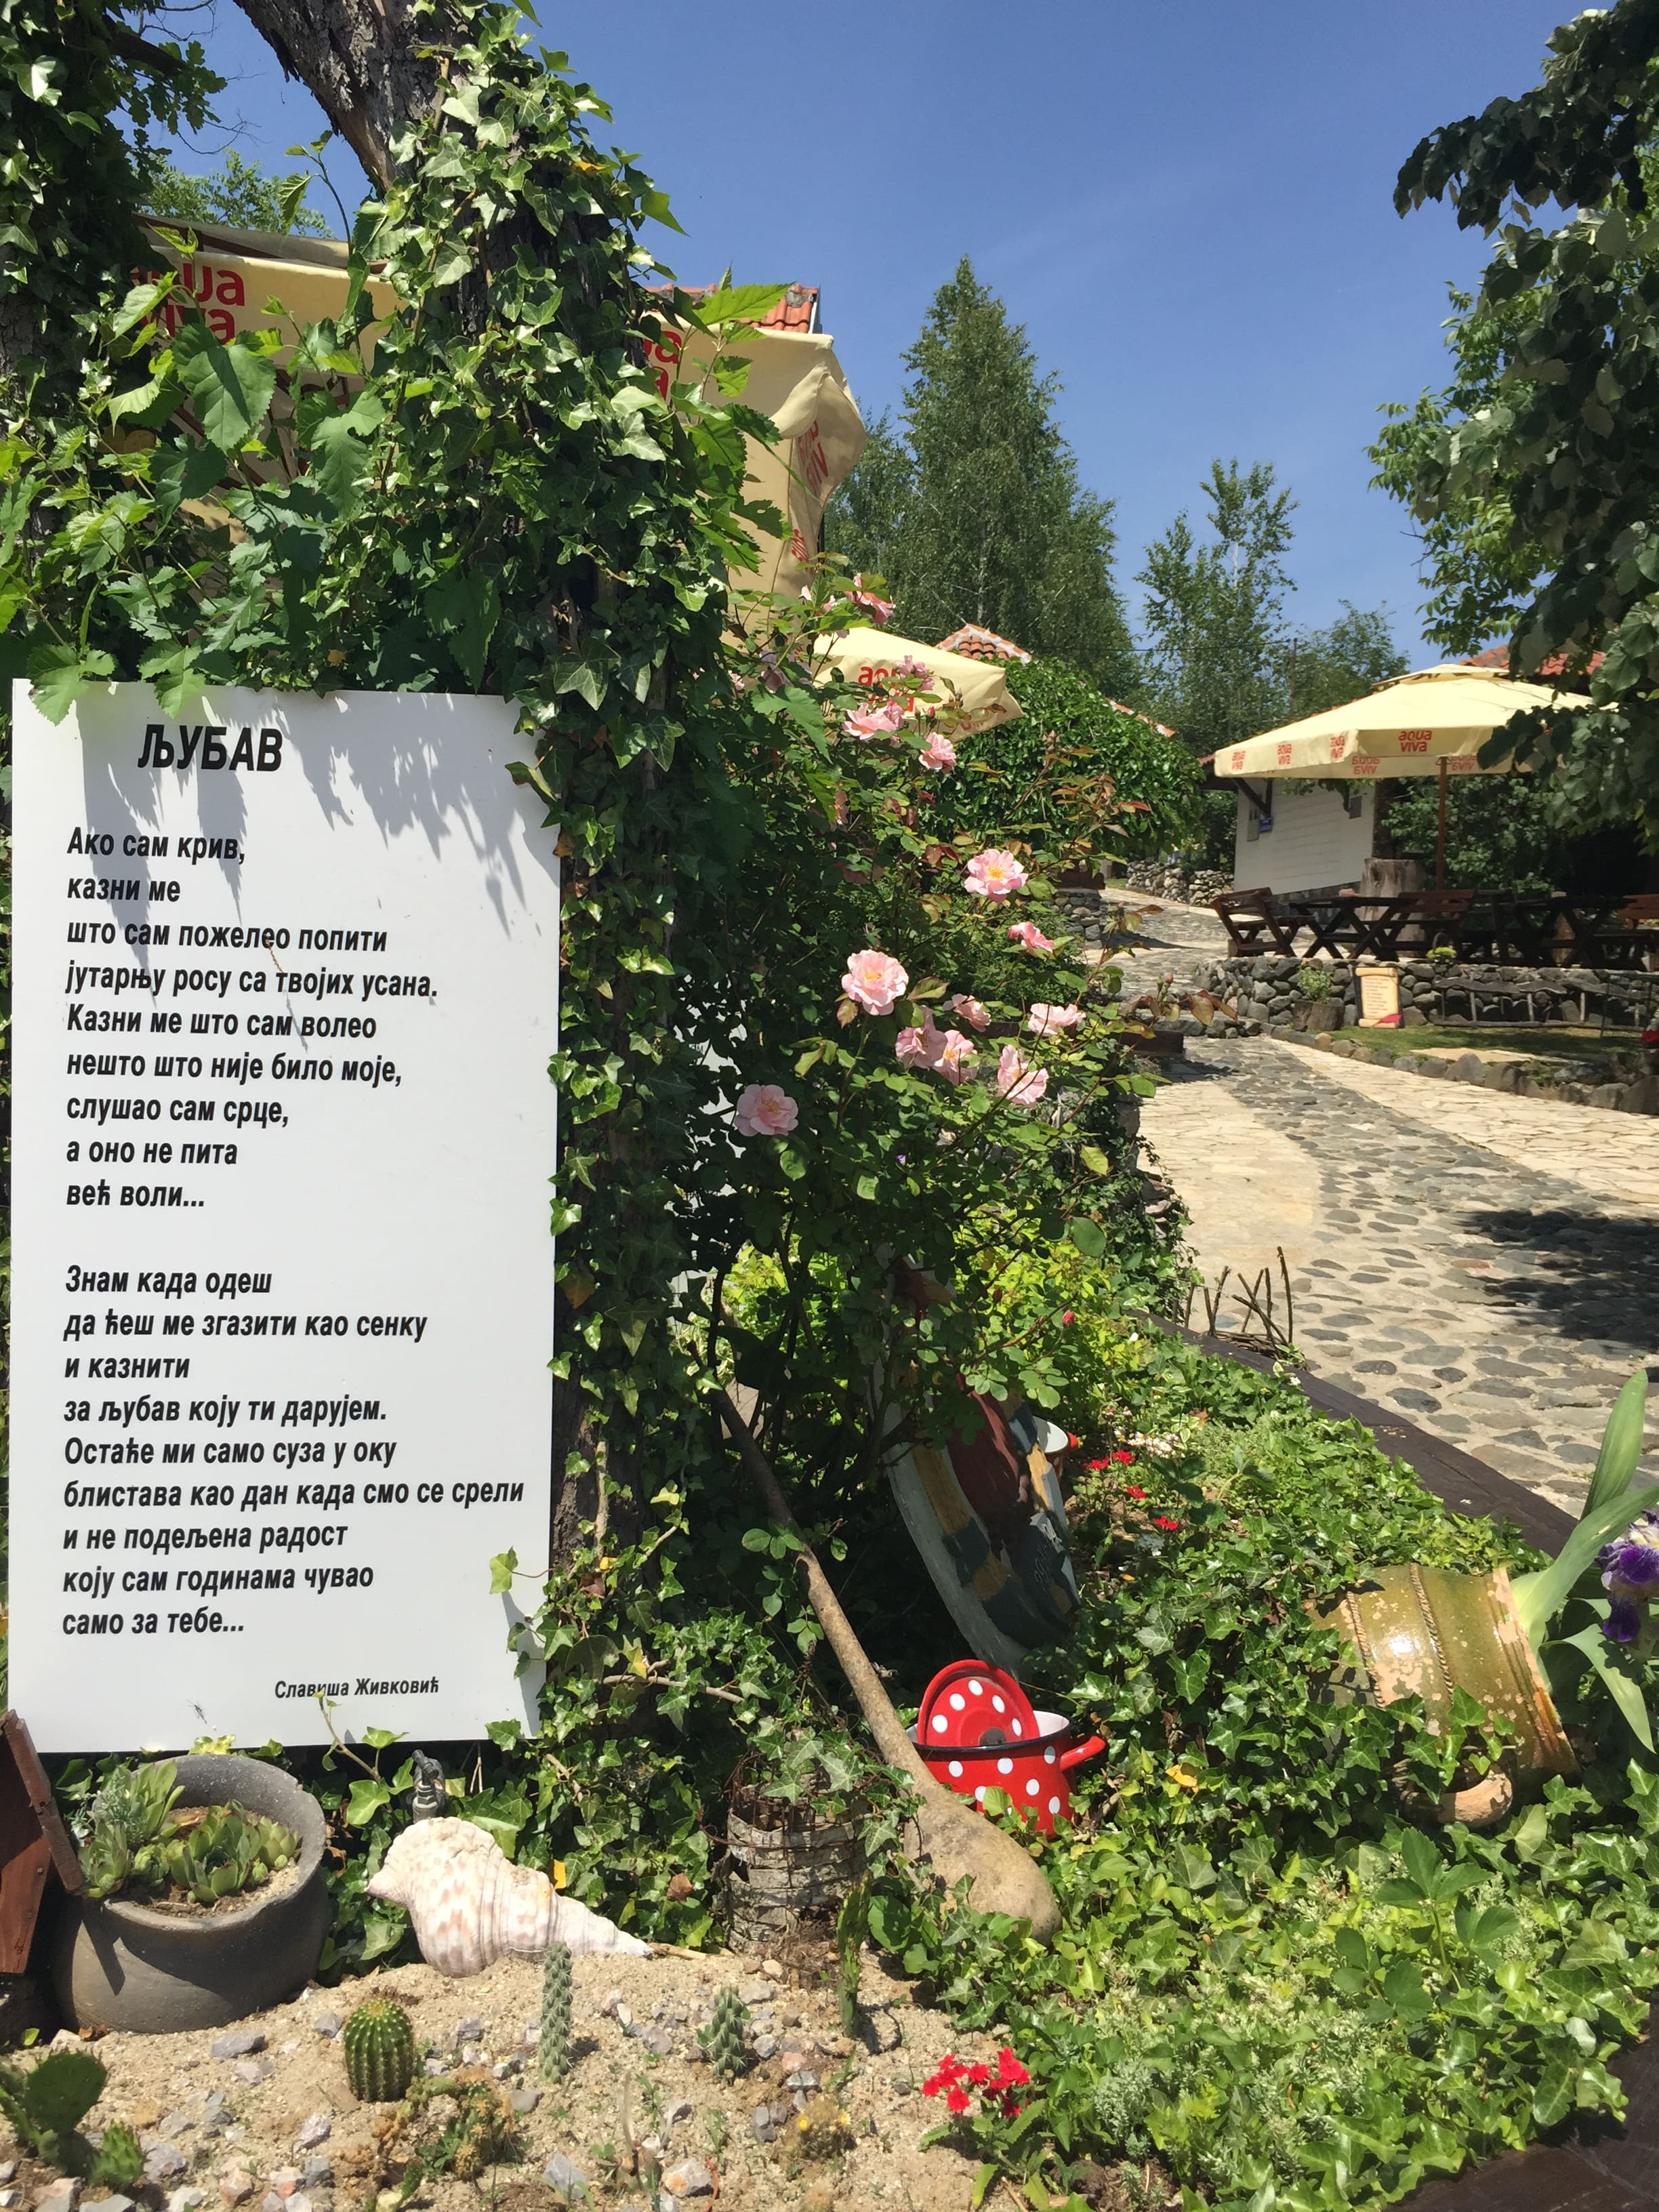 ЉУБАВ
Ако сам крив,
казни ме
што сам пожелео попити
јутарњу росу са твојих усана.
Казни ме што сам волео
нешто што није било моје,
слушао сам срце,
а оно не пита
већ воли...
Знам када одеш
да ћеш ме згазити као сенку
и казнити
за љубав коју ти дарујем.
Остаће ми само суза у оку
блистава као дан када смо се срели
и не подељена радост
коју сам годинама чувао
само за тебе...
Славиша Живковић
aqua
viva